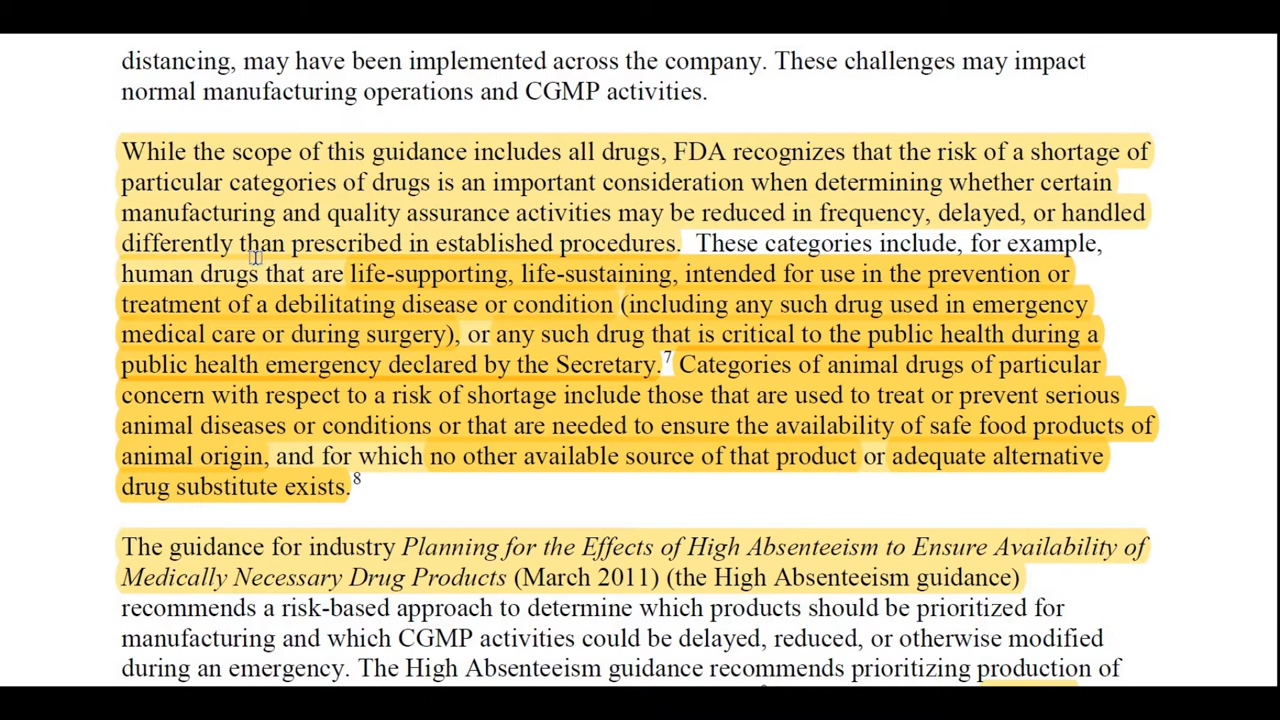 distancing, may have been implemented across the company. These challenges may impact
normal manufacturing operations and CGMP activities.
While the scope of this guidance includes all drugs, FDA recognizes that the risk of a shortage of
particular categories of drugs is an important consideration when determining whether certain
manufacturing and quality assurance activities may be reduced in frequency, delayed, or handled
differently than prescribed in established procedures. These categories include, for example,
human drugs that are life-supporting, life-sustaining, intended for use in the prevention or
treatment of a debilitating disease or condition (including any such drug used in emergency
medical care or during surgery), or any such drug that is critical to the public health during a
public health emergency declared by the Secretary.7 Categories of animal drugs of particular
concern with respect to a risk of shortage include those that are used to treat or prevent serious
animal diseases or conditions or that are needed to ensure the availability of safe food products of
animal origin, and for which no other available source of that product or adequate alternative
drug substitute exists.8
The guidance for industry Planning for the Effects of High Absenteeism to Ensure Availability of
Medically Necessary Drug Products (March 2011) (the High Absenteeism guidance)
recommends a risk-based approach to determine which products should be prioritized for
manufacturing and which CGMP activities could be delayed, reduced, or otherwise modified
during an emergency. The High Absenteeism guidance recommends prioritizing production of